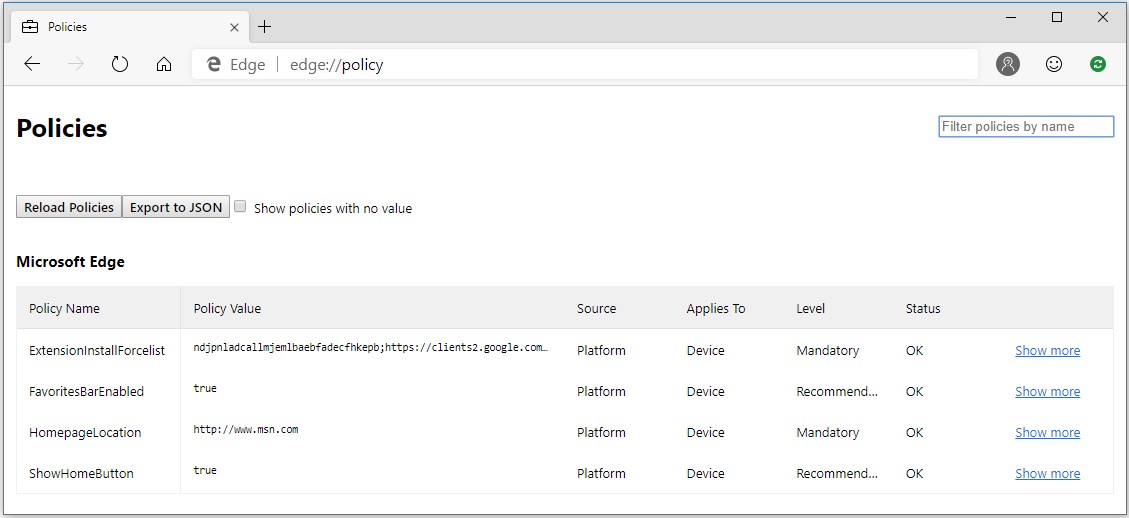 Policies
Edge | edge://policy
Policies
Filter policies by name
Reload Policies Export to JSON Show policies with no value
Microsoft Edge
Policy Name Policy Value Source Applies To Level Status
ExtensionInstallForcelist ndjpnladcallmjemlbaebfadecfhkepb;https://clients2.google.com… Platform Device Mandatory OK Show more
FavoritesBarEnabled true Platform Device Recommend... OK Show more
HomepageLocation http://www.msn.com Platform Device Mandatory OK Show more
ShowHomeButton true Platform Device Recommend... OK Show more